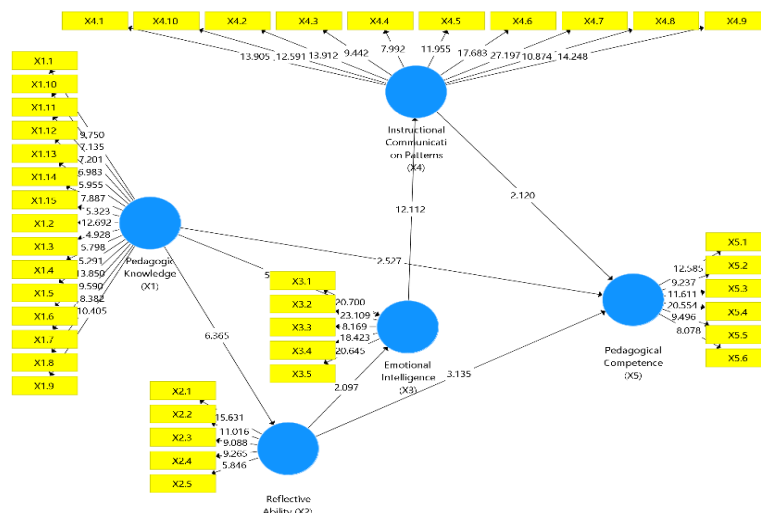 X4.1 X4.10 X4.2 X4.3 X4.4 X4.5 X4.6 X4.7 X4.8 X4.9
13.905 12.591 13.912 9.442 7.992 11.955 17.683 27.197 10.874 14.248
Instructional
Communicati
on Patterns
(X4)
X1.1
X1.10
X1.11
X1.12
X1.13
X1.14
X1.15
X1.2
X1.3
X1.4
X1.5
X1.6
X1.7
X1.8
X1.9
9.750
7.135
7.201
6.983
5.955
7.887
5.323
12.692
4.928
5.798
5.291
13.850
9.590
8.382
10.405
Pedagogic
Knowledge
(X1)
12.112
2.120
2.527
6.365
2.097
3.135
X3.1
X3.2
X3.3
X3.4
X3.5
20.700
23.109
8.169
18.423
20.645
Emotional
Intelligence
(X3)
X5.1
X5.2
X5.3
X5.4
X5.5
X5.6
12.585
9.237
11.611
20.554
9.496
8.078
Pedagogical
Competence
(X5)
X2.1
X2.2
X2.3
X2.4
X2.5
15.631
11.016
9.088
9.265
5.846
Reflective
Ability (X2)